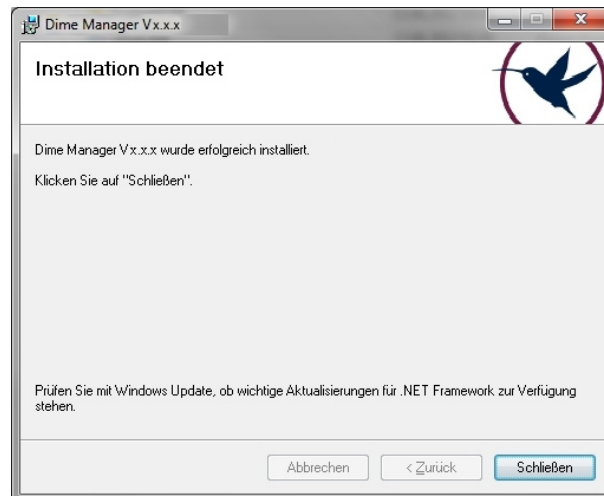 Dime Manager Vx.x.x
Installation beendet
Dime Manager Vx.x.x wurde erfolgreich installiert.
Klicken Sie auf "Schließen".
Prüfen Sie mit Windows Update, ob wichtige Aktualisierungen für .NET Framework zur Verfügung
stehen.
Abbrechen < Zurück Schließen